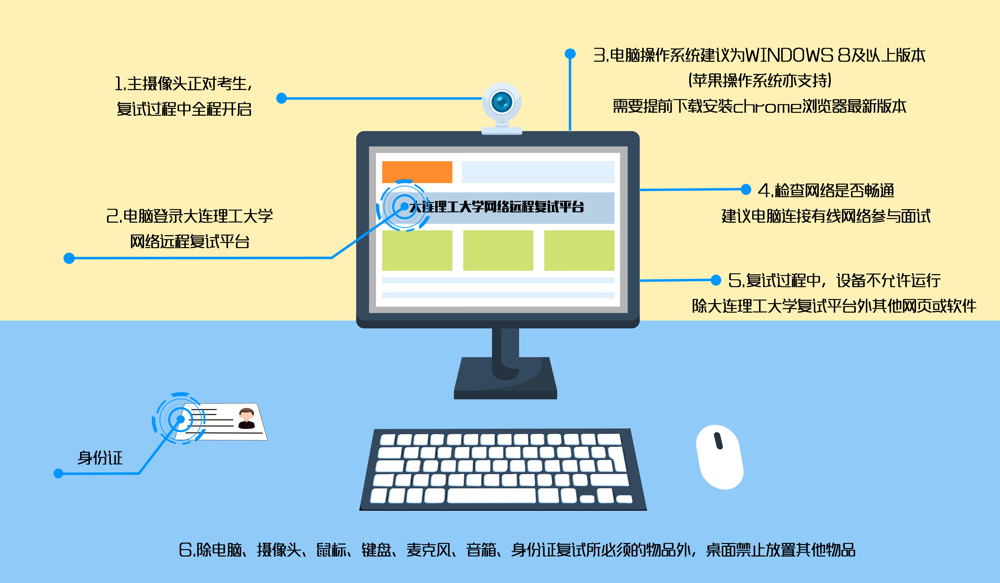 1.主摄像头正对考生,
复试过程中全程开启
2.电脑登录大连理工大学
网络远程复试平台
3.电脑操作系统建议为WINDOWS 8及以上版本
(苹果操作系统亦支持)
需要提前下载安装chrome浏览器最新版本
大连理工大学网络远程复试平台
4.检查网络是否畅通
建议电脑连接有线网络参与面试
5.复试过程中，设备不允许运行
除大连理工大学复试平台外其他网页或软件
身份证
6.除电脑、摄像头、鼠标、键盘、麦克风、音箱、身份证复试所必须的物品外，桌面禁止放置其他物品